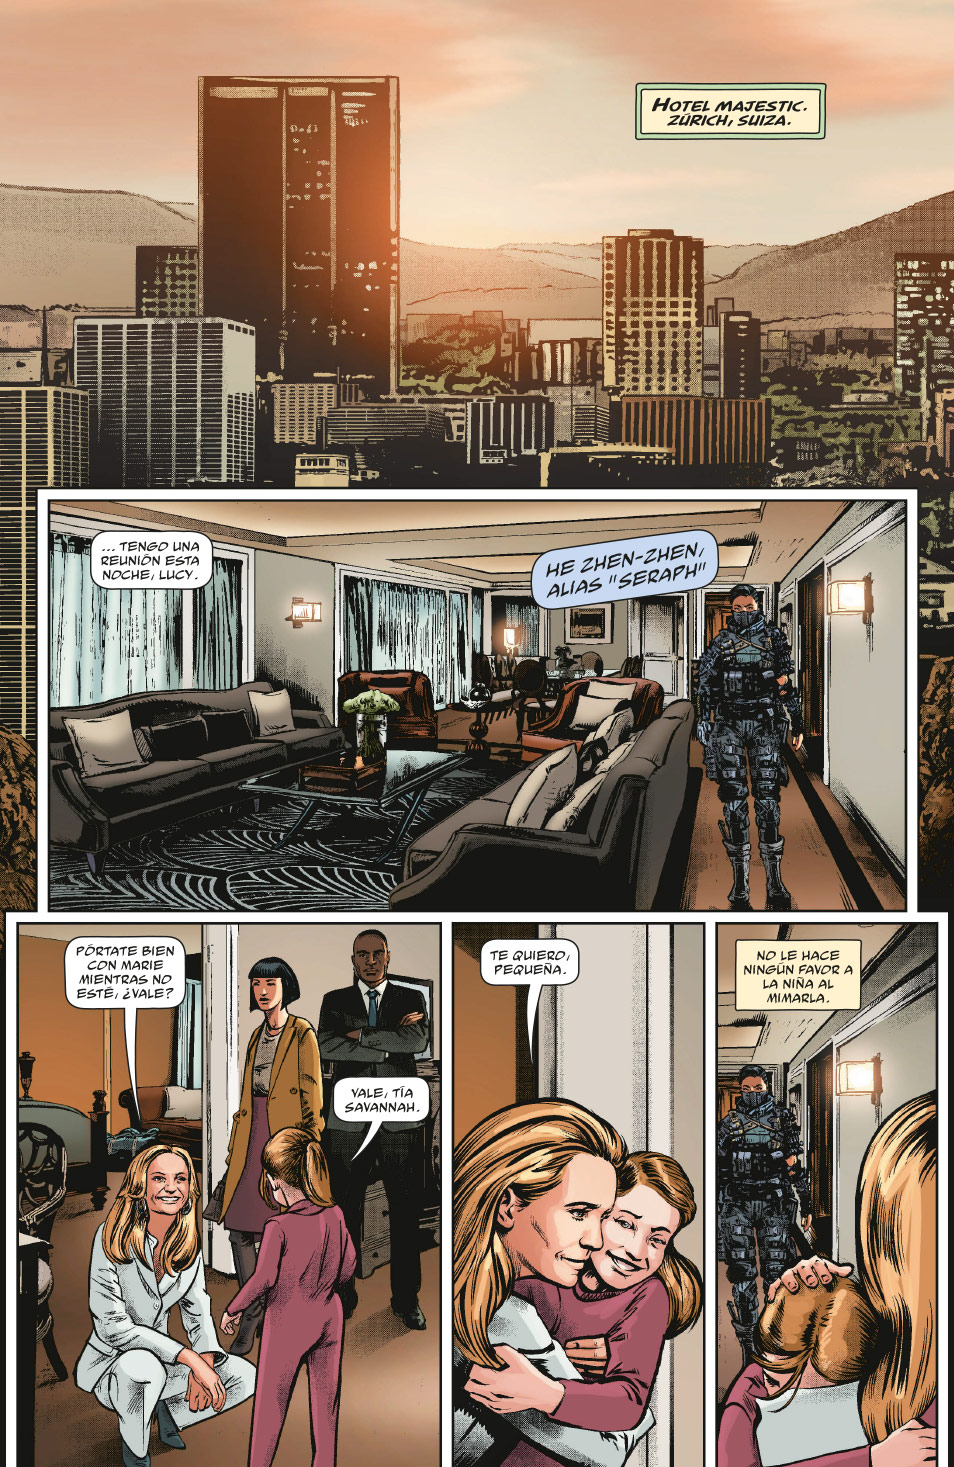 HOTEL MAJESTIC.
ZÚRICH, SUIZA.
... TENGO UNA
REUNIÓN ESTA
NOCHE, LUCY.
HE ZHEN-ZHEN,
ALIAS "SERAPH"
PÓRTATE BIEN
CON MARIE
MIENTRAS NO
ESTÉ, ¿VALE?
VALE, TÍA
SAVANNAH.
TE QUIERO,
PEQUEÑA.
NO LE HACE
NINGÚN FAVOR A
LA NIÑA AL
MIMARLA.